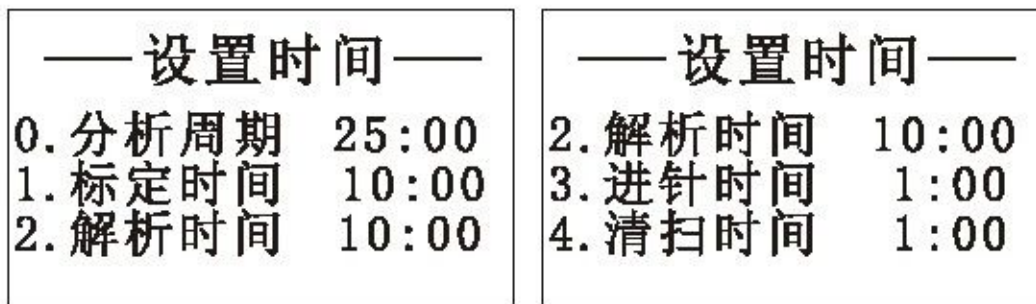 ——设置时间——
0.分析周期 25:00
1.标定时间 10:00
2.解析时间 10:00
——设置时间——
2.解析时间 10:00
3.进针时间 1:00
4.清扫时间 1:00